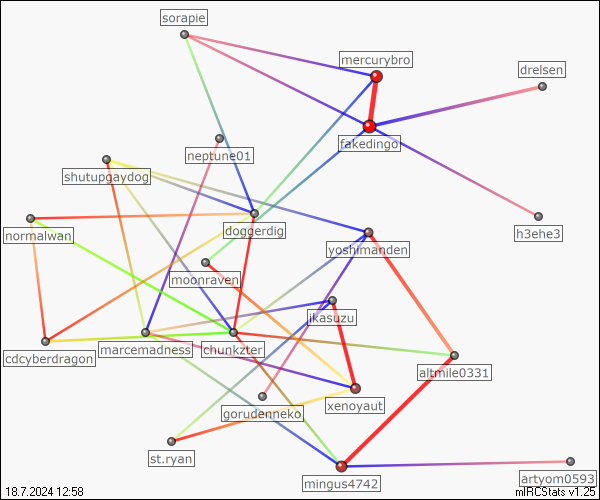 sorapie
mercurybro
drelsen
fakedingo
neptune01
shutupgaydog
h3ehe3
normalwan
doggerdig
yoshimanden
moonraven
jikasuzu
cdcyberdragon
marcemadness
chunkzter
altmile0331
xenoyaut
gorudenneko
st.ryan
mingus4742
artyom0593
18.7.2024 12:58
mIRCStats v1.25